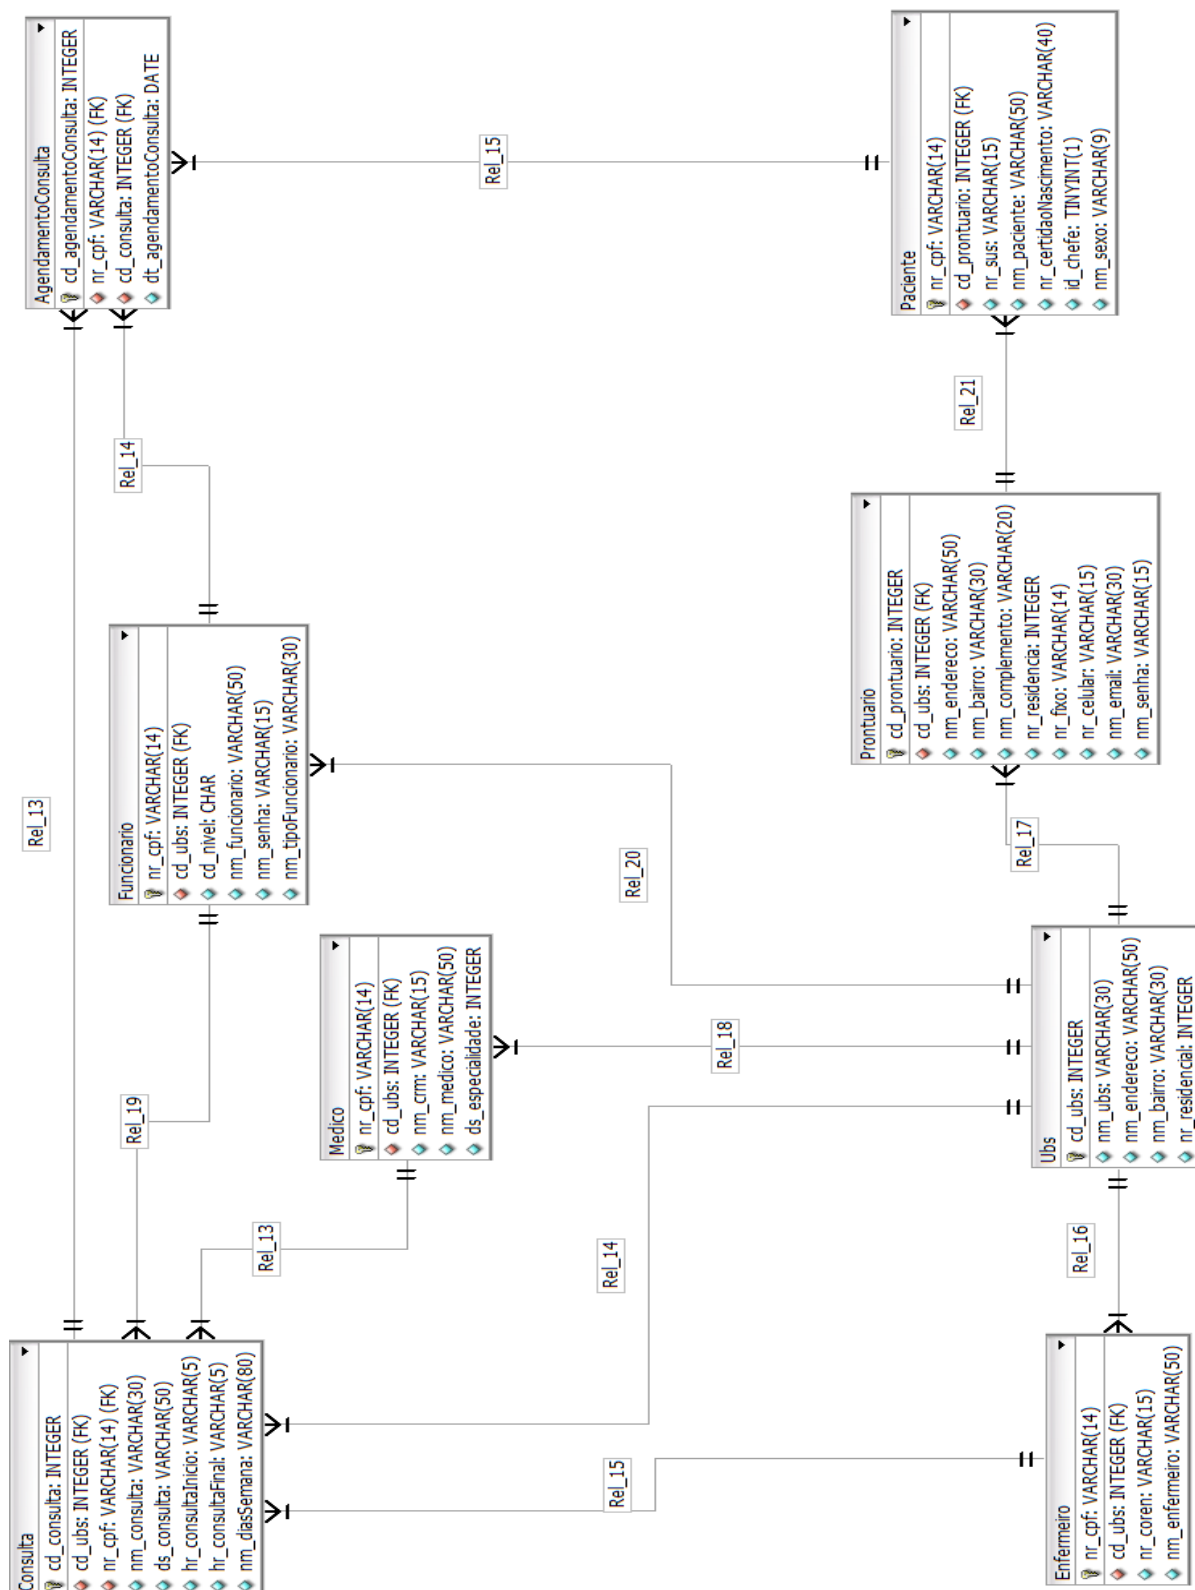 AgendamentoConsulta
cd_agendamentoConsulta: INTEGER
nr_cpf: VARCHAR(14) (FK)
cd_consulta: INTEGER (FK)
dt_agendamentoConsulta: DATE
Rel_15
Paciente
nr_cpf: VARCHAR(14)
cd_prontuario: INTEGER (FK)
nr_sus: VARCHAR(15)
nm_paciente: VARCHAR(50)
nr_certidaoNascimento: VARCHAR(40)
id_chefe: TINYINT(1)
nm_sexo: VARCHAR(9)
Rel_13
Rel_14
Rel_21
Funcionario
nr_cpf: VARCHAR(14)
cd_ubs: INTEGER (FK)
cd_nivel: CHAR
nm_funcionario: VARCHAR(50)
nm_senha: VARCHAR(15)
nm_tipoFuncionario: VARCHAR(30)
Prontuario
cd_prontuario: INTEGER
cd_ubs: INTEGER (FK)
nm_endereco: VARCHAR(50)
nm_bairro: VARCHAR(30)
nm_complemento: VARCHAR(20)
nr_residencia: INTEGER
nr_fixo: VARCHAR(14)
nr_celular: VARCHAR(15)
nm_email: VARCHAR(30)
nm_senha: VARCHAR(15)
Rel_19
Rel_20
Rel_17
Medico
nr_cpf: VARCHAR(14)
cd_ubs: INTEGER (FK)
nm_crm: VARCHAR(15)
nm_medico: VARCHAR(50)
ds_especialidade: INTEGER
Rel_18
Ubs
cd_ubs: INTEGER
nm_ubs: VARCHAR(30)
nm_endereco: VARCHAR(50)
nm_bairro: VARCHAR(30)
nr_residencial: INTEGER
Rel_13
Rel_14
Rel_16
Consulta
cd_consulta: INTEGER
cd_ubs: INTEGER (FK)
nr_cpf: VARCHAR(14) (FK)
nm_consulta: VARCHAR(30)
ds_consulta: VARCHAR(50)
hr_consultaInicio: VARCHAR(5)
hr_consultaFinal: VARCHAR(5)
nm_diasSemana: VARCHAR(80)
Rel_15
Enfermeiro
nr_cpf: VARCHAR(14)
cd_ubs: INTEGER (FK)
nr_coren: VARCHAR(15)
nm_enfermeiro: VARCHAR(50)